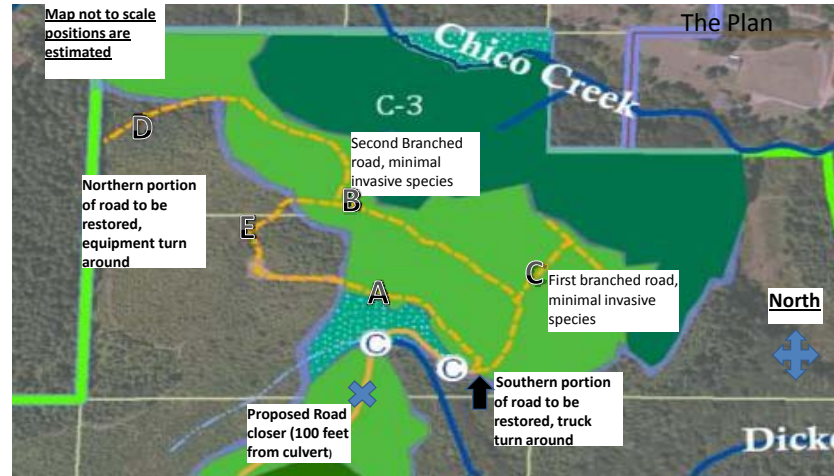 Map not to scale
positions are
estimated
The Plan
Chico Creek
C-3
D
Second Branched
road, minimal
invasive species
Northern portion
of road to be
restored,
equipment turn
around
B
E
C
First branched road,
minimal invasive
species
A
North
C
C
Southern portion
of road to be
restored, truck
turn around
Proposed Road
closer (100 feet
from culvert)